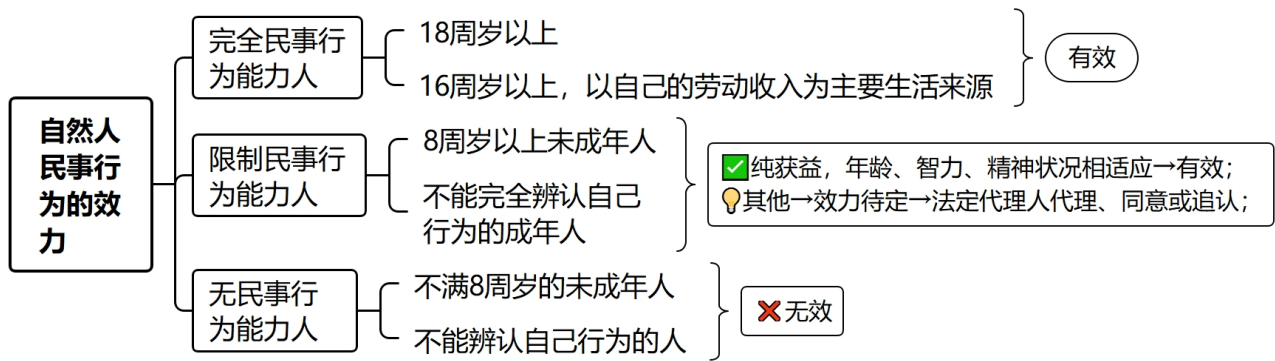 自然人
民事行
为的效
力
完全民事行
为能力人
18周岁以上
16周岁以上，以自己的劳动收入为主要生活来源
有效
限制民事行
为能力人
8周岁以上未成年人
不能完全辨认自己
行为的成年人
✅纯获益，年龄、智力、精神状况相适应→有效；
💡其他→效力待定→法定代理人代理、同意或追认；
无民事行
为能力人
不满8周岁的未成年人
不能辨认自己行为的人
❌无效